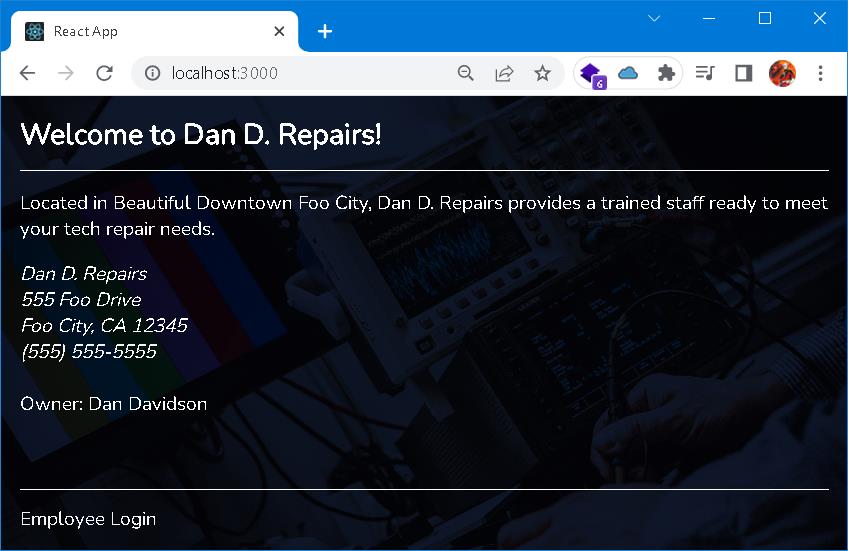 React App
localhost:3000
6
Welcome to Dan D. Repairs!
Located in Beautiful Downtown Foo City, Dan D. Repairs provides a trained staff ready to meet
your tech repair needs.
Dan D. Repairs
555 Foo Drive
Foo City, CA 12345
(555) 555-5555
Owner: Dan Davidson
Employee Login